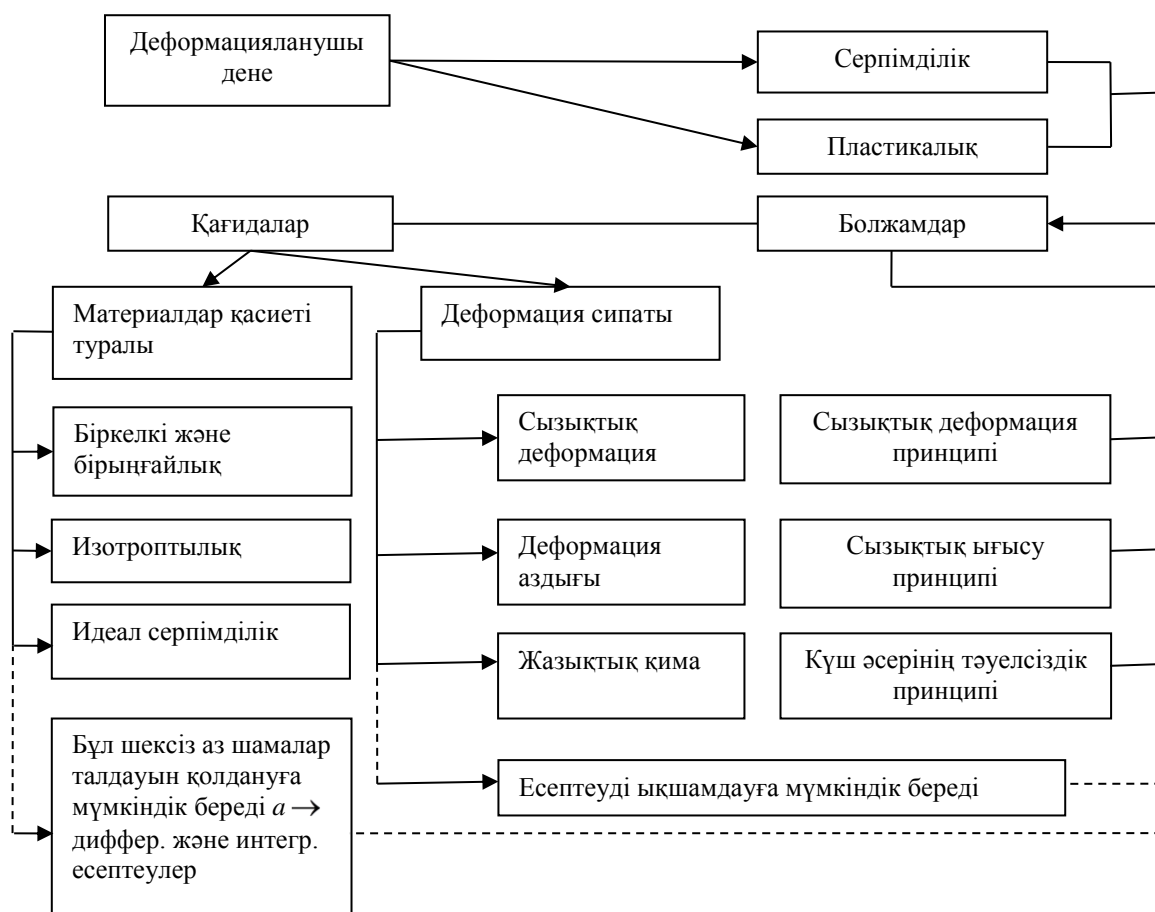 Деформацияланушы
дене
Серпімділік
Пластикалық
Қағидалар
Болжамдар
Материалдар қасиеті
туралы
Деформация сипаты
Біркелкі және
бірыңғайлық
Изотроптылық
Идеал серпімділік
Бұл шексіз аз шамалар
талдауын қолдануға
мүмкіндік береді a →
диффер. және интегр.
есептеулер
Сызықтық
деформация
Деформация
аздығы
Жазықтық қима
Сызықтық деформация
принципі
Сызықтық ығысу
принципі
Күш әсерінің тәуелсіздік
принципі
Есептеуді ықшамдауға мүмкіндік береді